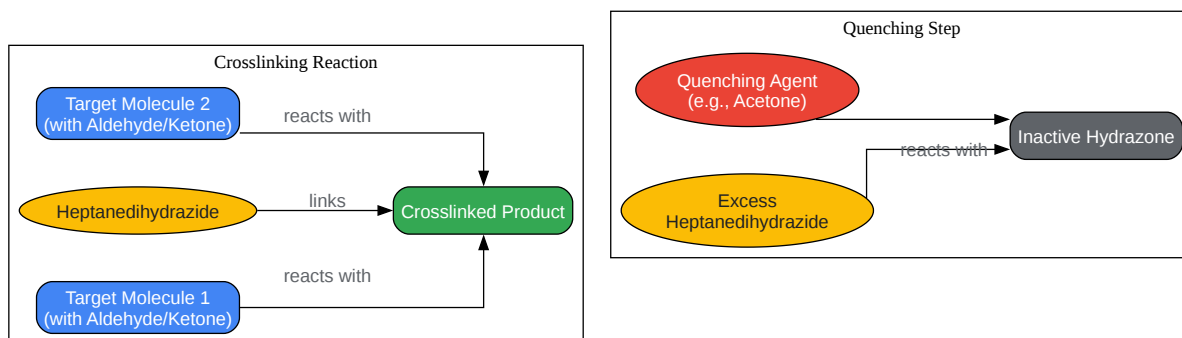 Crosslinking Reaction
Target Molecule 2
(with Aldehyde/Ketone)
reacts with
Heptanedihydrazide
links
Crosslinked Product
reacts with
Target Molecule 1
(with Aldehyde/Ketone)
Quenching Step
Quenching Agent
(e.g., Acetone)
Inactive Hydrazone
reacts with
Excess
Heptanedihydrazide